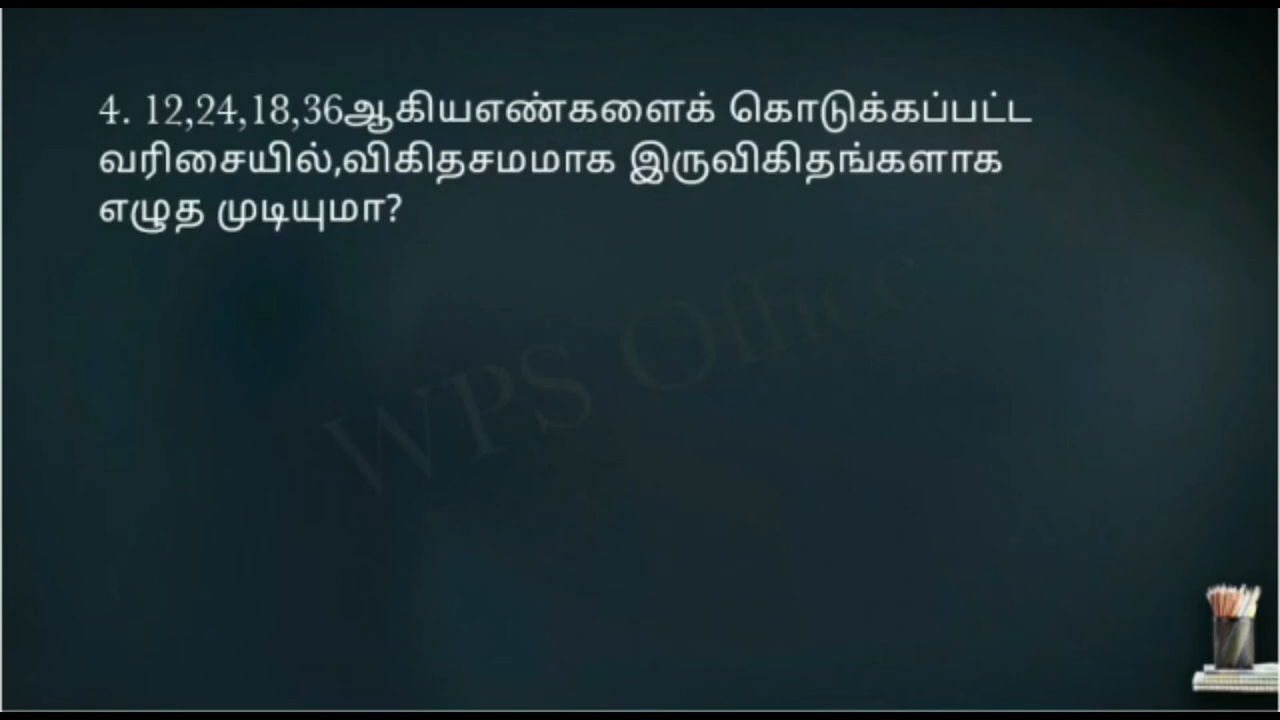 4. 12,24,18,36ஆகியஎண்களைக் கொடுக்கப்பட்ட
வரிசையில்,விகிதசமமாக இருவிகிதங்களாக
எழுத முடியுமா?
WPS Office